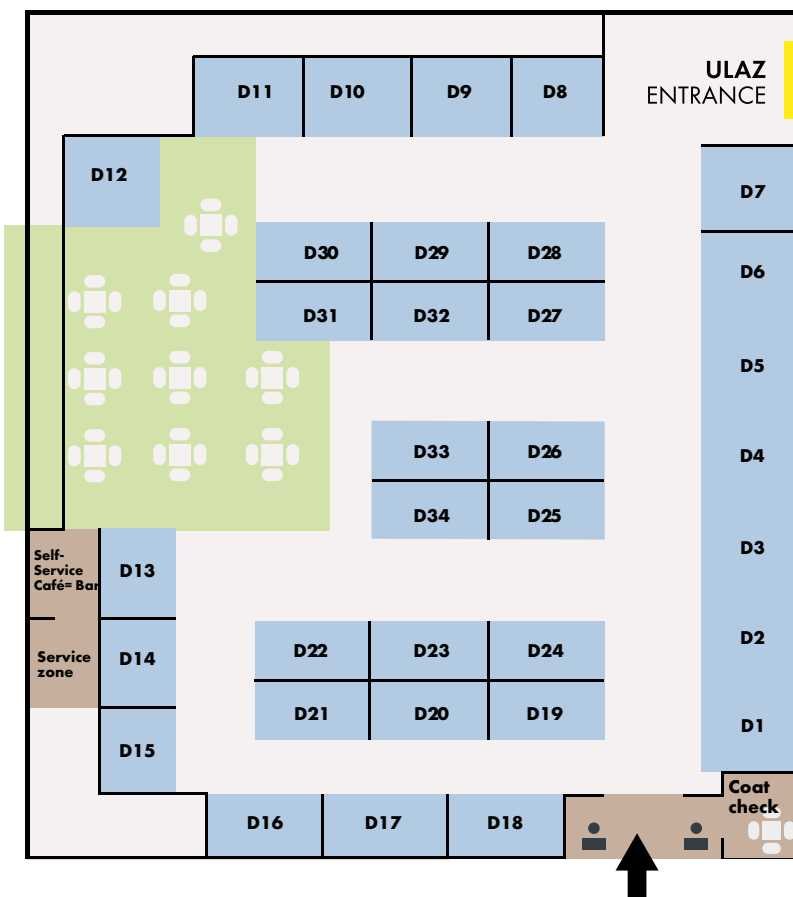 ULAZ
ENTRANCE
D11
D10
D9
D8
D12
D7
D30
D29
D28
D6
D31
D32
D27
D5
D33
D26
D4
D34
D25
D3
Self-
Service
Café= Bar
D13
D2
D22
D23
D24
Service
zone
D14
D21
D20
D19
D1
D15
Coat
check
D16
D17
D18